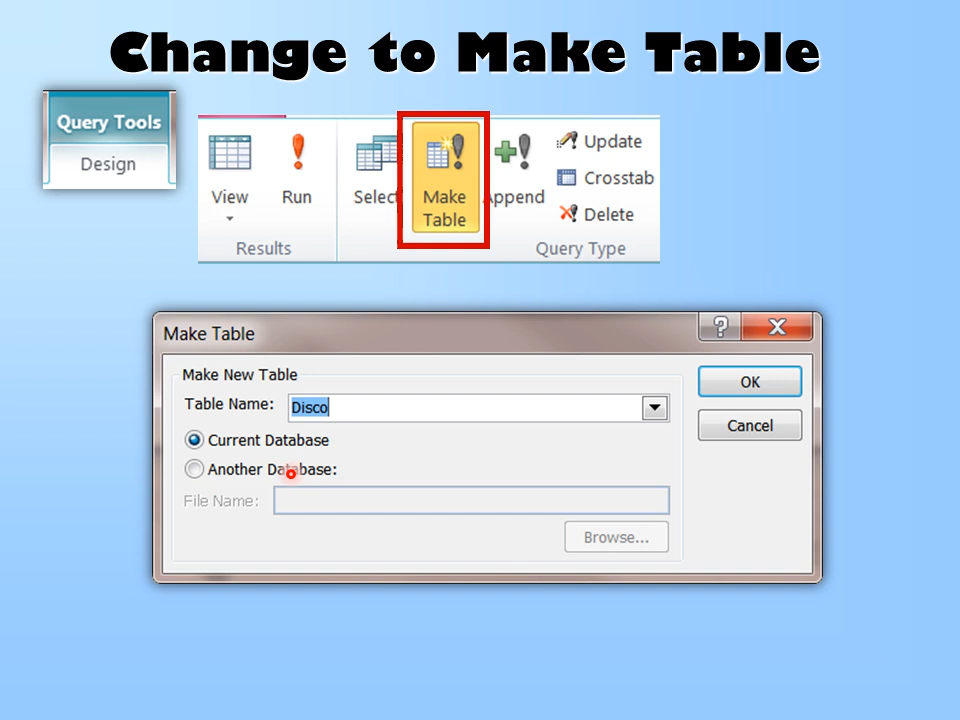 Change to Make Table
Query Tools
Design
View
Run
Results
Select
Make
Table
Append
Update
Crosstab
Delete
Query Type
Make Table
?
X
Make New Table
Table Name:
Disco
Current Database
Another Database:
File Name:
Browse...
OK
Cancel